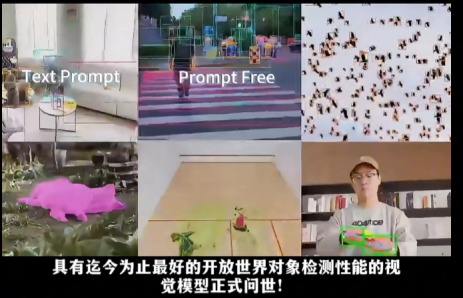 Text Prompt
Prompt Free
具有迄今为止最好的开放世界对象检测性能的视
觉模型正式问世!